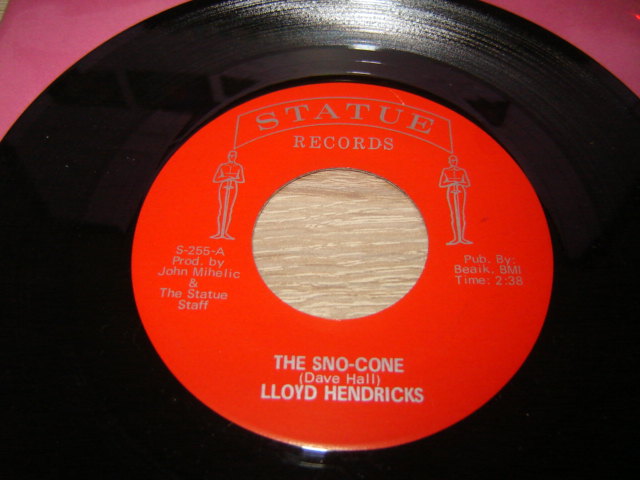 STATUE
RECORDS
S-255-A
Prod. by
John Mihelic
&
The Statue
Staff
Pub. By:
Beaik, BMI
Time: 2:38
THE SNO-CONE
(Dave Hall)
LLOYD HENDRICKS